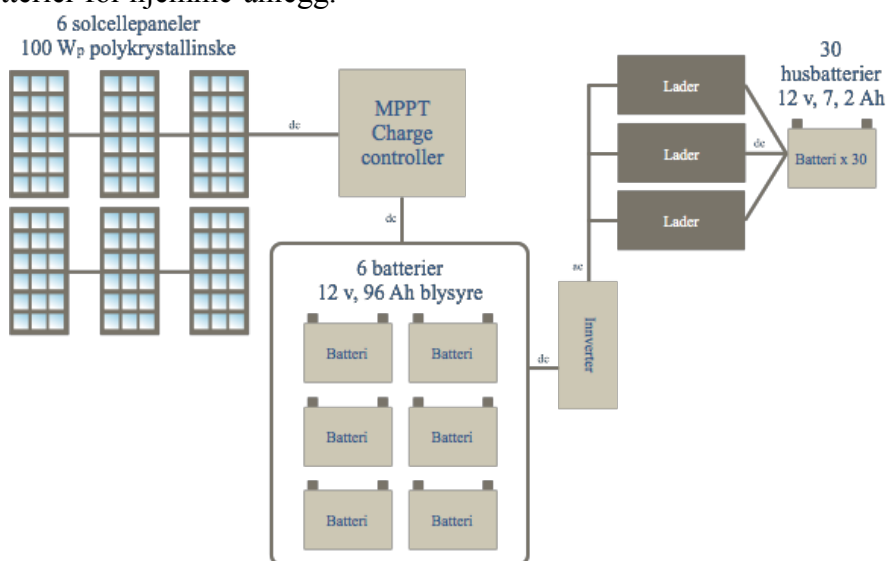 6 solcellepaneler
100 Wp polykrystallinske
dc
MPPT
Charge
controller
dc
6 batterier
12 v, 96 Ah blysyre
Batteri
Batteri
Batteri
Batteri
Batteri
Batteri
dc
Innverter
ac
Lader
Lader
Lader
dc
30
husbatterier
12 v, 7, 2 Ah
Batteri x 30